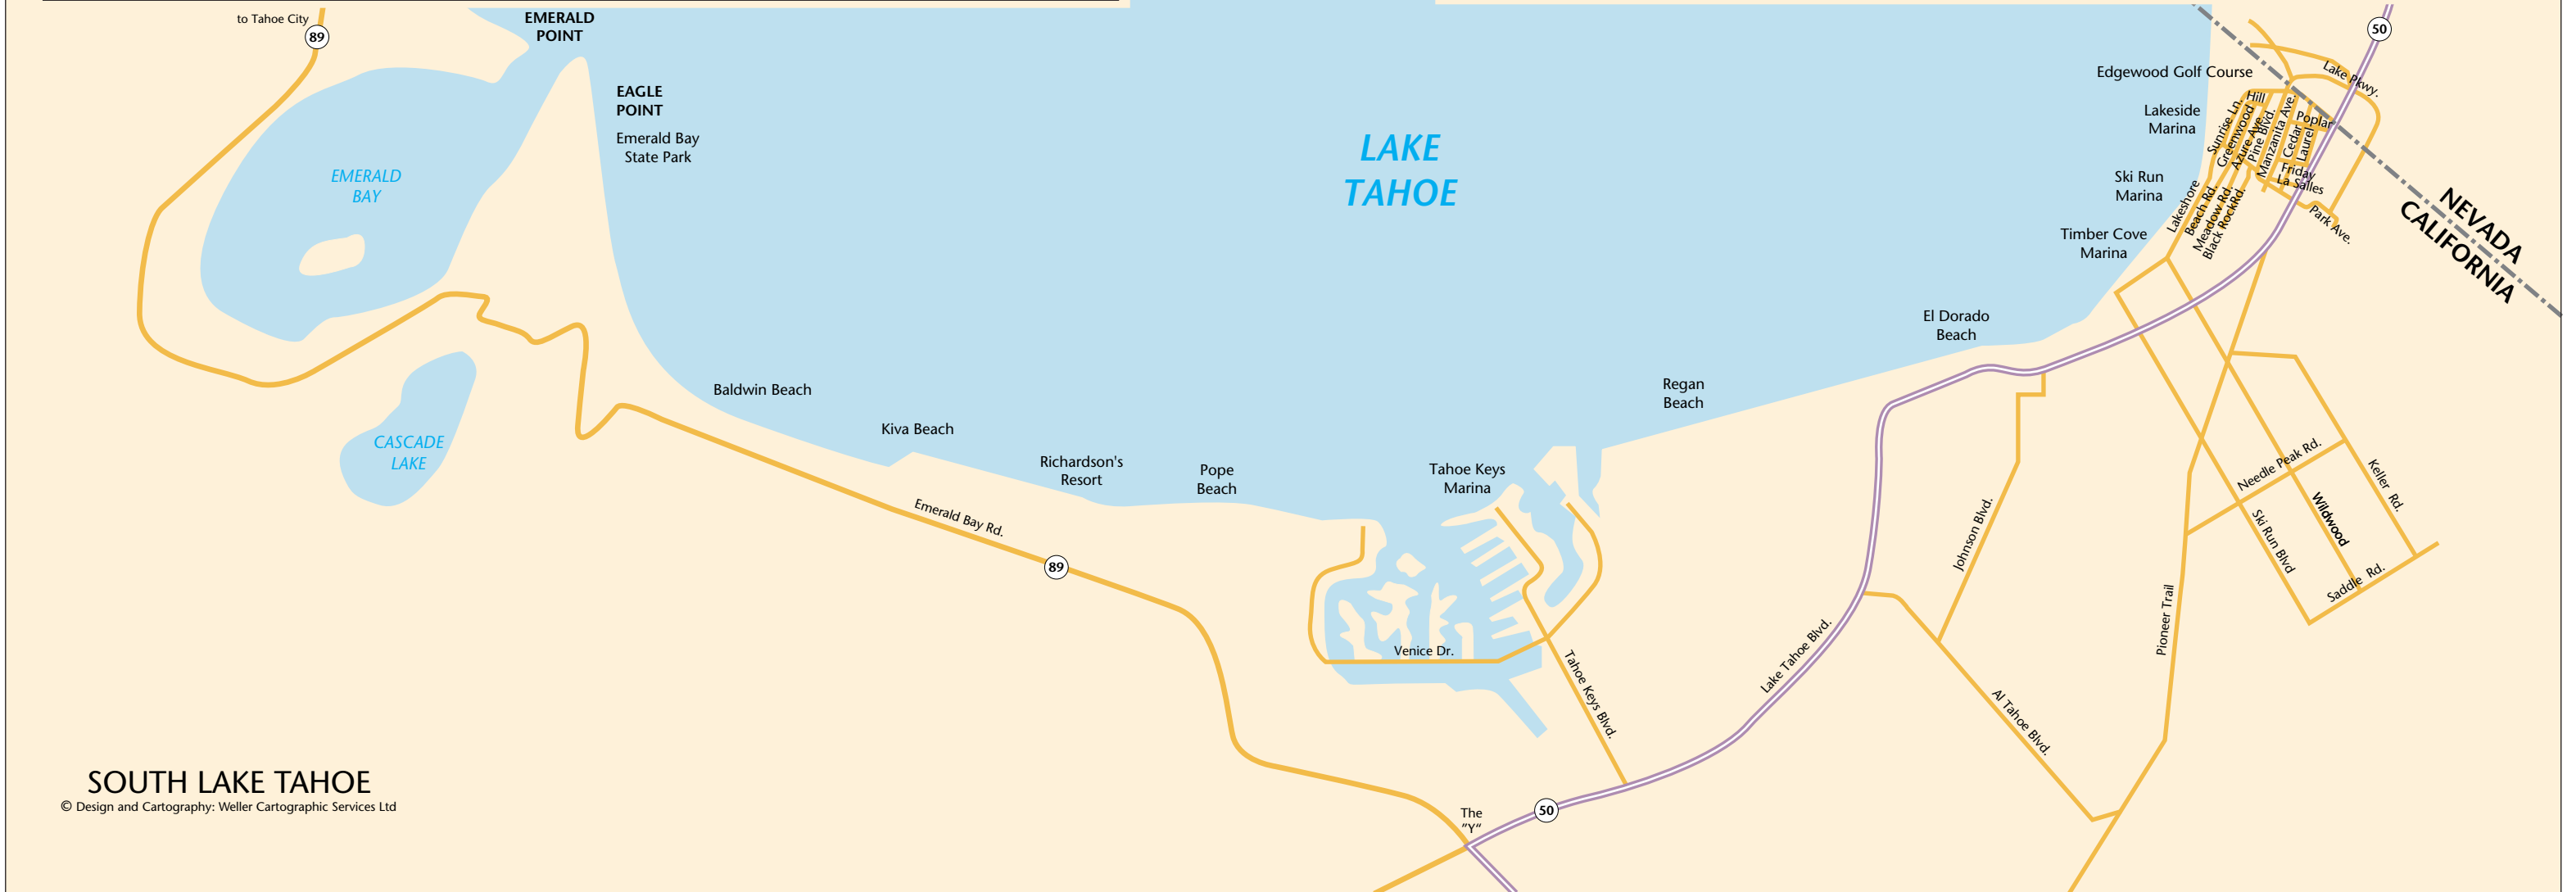 to Tahoe City
89
EMERALD
POINT
50
Lake Pkwy.
Edgewood Golf Course
EAGLE
POINT
Emerald Bay
State Park
Lakeside
Marina
Hill
Sunrise Ln.
Greenwood
Azure Ave.
Pine Blvd.
Manzanita Ave.
Poplar
Cedar
Laurel
Friday
La Salles
Park Ave.
LAKE
TAHOE
EMERALD
BAY
Ski Run
Marina
Lakeshore
Beach Rd.
Meadow Rd.
Black RockRd.
NEVADA
CALIFORNIA
Timber Cove
Marina
El Dorado
Beach
Baldwin Beach
Regan
Beach
Kiva Beach
CASCADE
LAKE
Richardson's
Resort
Pope
Beach
Tahoe Keys
Marina
Needle Peak Rd.
Keller Rd.
Wildwood
Ski Run Blvd
Saddle Rd.
Emerald Bay Rd.
89
Johnson Blvd.
Pioneer Trail
Venice Dr.
Tahoe Keys Blvd.
Lake Tahoe Blvd.
Al Tahoe Blvd.
SOUTH LAKE TAHOE
© Design and Cartography: Weller Cartographic Services Ltd
The
"Y"
50